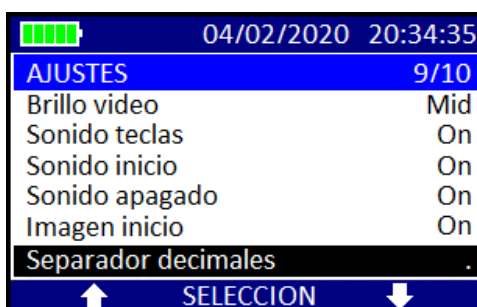 04/02/2020 20:34:35
AJUSTES 9/10
Brillo video Mid
Sonido teclas On
Sonido inicio On
Sonido apagado On
Imagen inicio On
Separador decimales .
SELECCION